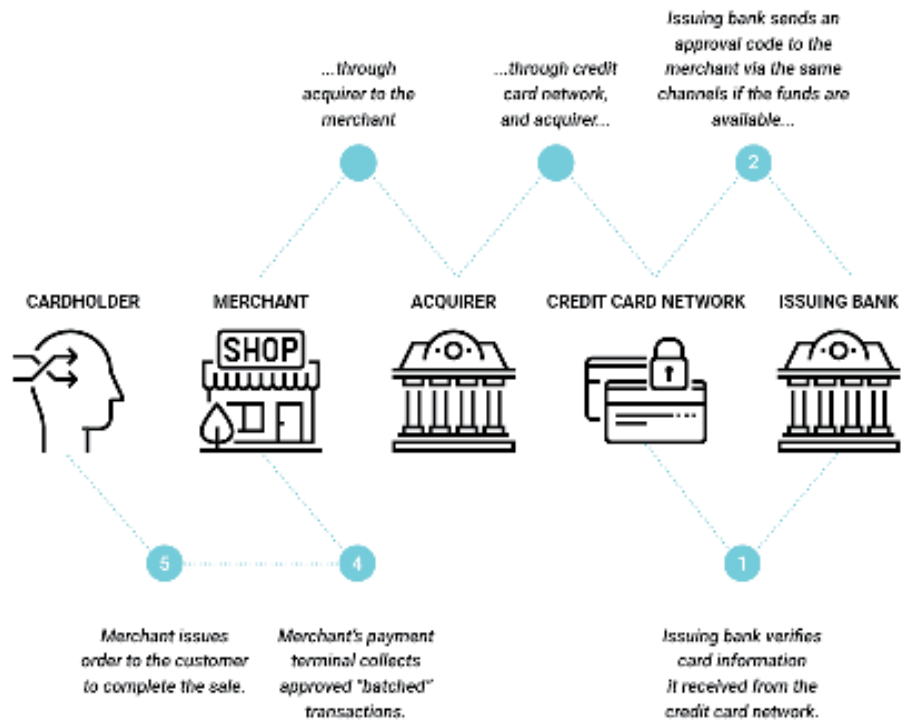 ...through
acquirer to the
merchant
...through credit
card network,
and acquirer...
Issuing bank sends an
approval code to the
merchant via the same
channels if the funds are
available...
2
CARDHOLDER
MERCHANT
ACQUIRER
CREDIT CARD NETWORK
ISSUING BANK
SHOP
5
4
1
Merchant issues
order to the customer
to complete the sale.
Merchant's payment
terminal collects
approved "batched"
transactions.
Issuing bank verifies
card information
it received from the
credit card network.